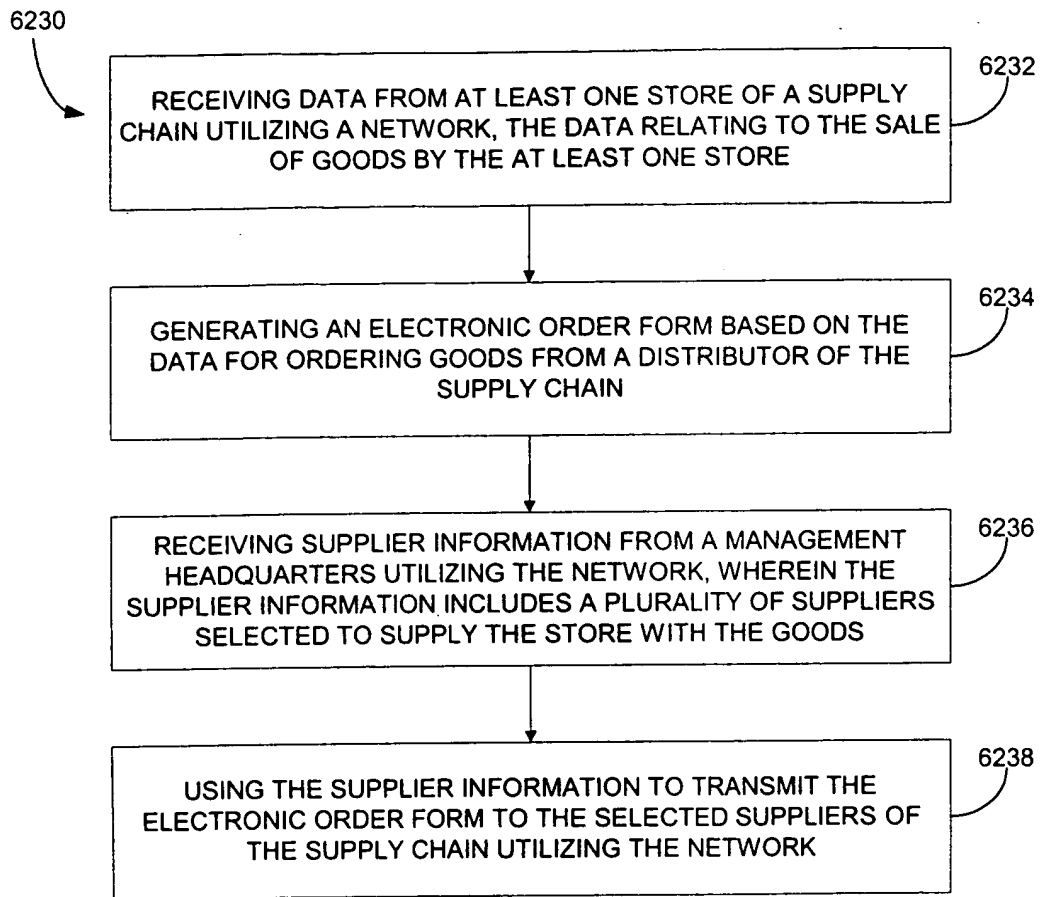 6230
6232
RECEIVING DATA FROM AT LEAST ONE STORE OF A SUPPLY
CHAIN UTILIZING A NETWORK, THE DATA RELATING TO THE SALE
OF GOODS BY THE AT LEAST ONE STORE
6234
GENERATING AN ELECTRONIC ORDER FORM BASED ON THE
DATA FOR ORDERING GOODS FROM A DISTRIBUTOR OF THE
SUPPLY CHAIN
6236
RECEIVING SUPPLIER INFORMATION FROM A MANAGEMENT
HEADQUARTERS UTILIZING THE NETWORK, WHEREIN THE
SUPPLIER INFORMATION INCLUDES A PLURALITY OF SUPPLIERS
SELECTED TO SUPPLY THE STORE WITH THE GOODS
6238
USING THE SUPPLIER INFORMATION TO TRANSMIT THE
ELECTRONIC ORDER FORM TO THE SELECTED SUPPLIERS OF
THE SUPPLY CHAIN UTILIZING THE NETWORK